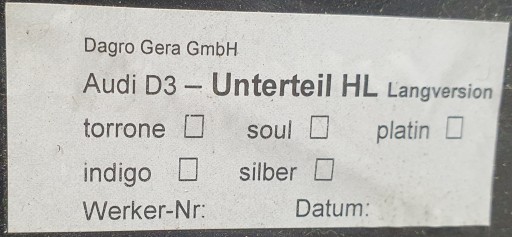 Dagro Gera GmbH
Audi D3 – Unterteil HL Langversion
torrone ☐ soul ☐ platin ☐
indigo ☐ silber ☐
Werker-Nr: Datum: